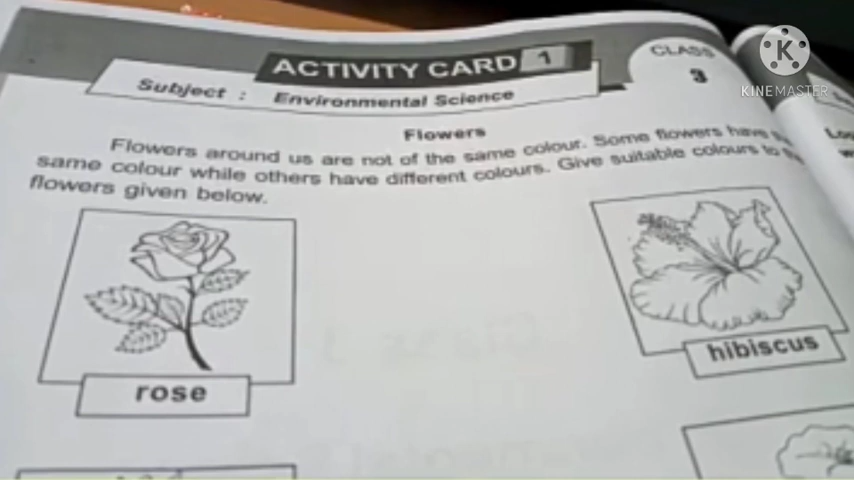 ACTIVITY CARD 1
CLASS
3
Subject : Environmental Science
Flowers
Flowers around us are not of the same colour. Some flowers have
same colour while others have different colours. Give suitable colours to
flowers given below.
rose
hibiscus
KINEMASTER